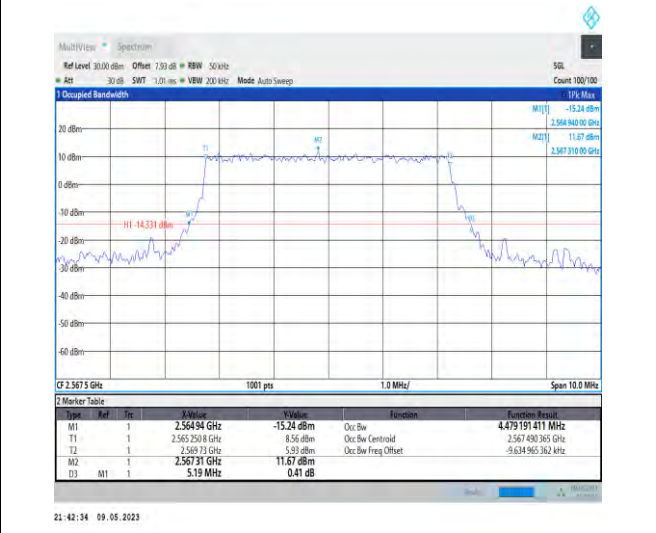 MultiView Spectrum
Ref Level 30.00 dBm Offset 7.93 dB RBW 50 kHz SGL
Att 30 dB SWT 1.01 ms VBW 200 kHz Mode Auto Sweep Count 100/100
1 Occupied Bandwidth 1Pk Max
M1[1] -15.24 dBm
2.564 940 00 GHz
M2[1] 11.67 dBm
2.567 310 00 GHz
20 dBm
M2
T1
10 dBm
0 dBm
-10 dBm
M1
H1 -14.331 dBm
-20 dBm
-30 dBm
-40 dBm
-50 dBm
-60 dBm
CF 2.567 5 GHz 1001 pts 1.0 MHz/ Span 10.0 MHz
2 Marker Table
Type Ref Trc X-Value Y-Value Function Function Result
M1 1 2.564 94 GHz -15.24 dBm Occ Bw 4.479 191 411 MHz
T1 1 2.565 250 8 GHz 8.56 dBm Occ Bw Centroid 2.567 490 365 GHz
T2 1 2.569 73 GHz 5.93 dBm Occ Bw Freq Offset -9.634 965 362 kHz
M2 1 2.567 31 GHz 11.67 dBm
D3 M1 1 5.19 MHz 0.41 dB
21:42:34 09.05.2023